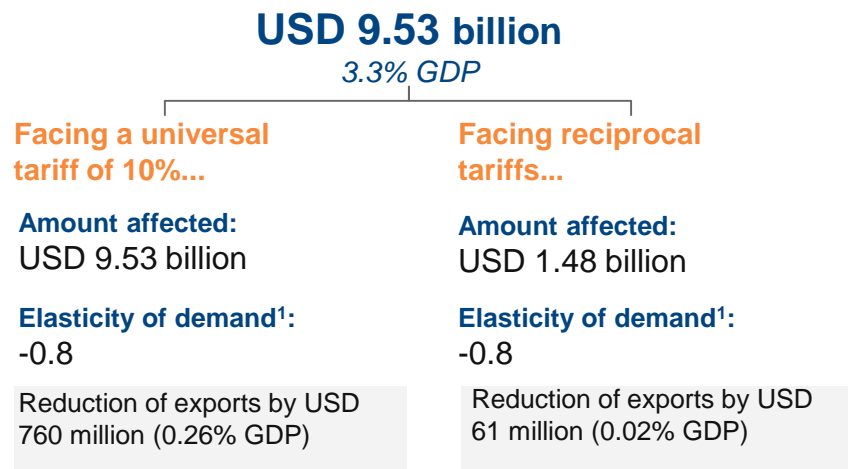 USD 9.53 billion
3.3% GDP
Facing a universal
tariff of 10%...
Amount affected:
USD 9.53 billion
Elasticity of demand¹:
-0.8
Reduction of exports by USD
760 million (0.26% GDP)
Facing reciprocal
tariffs...
Amount affected:
USD 1.48 billion
Elasticity of demand¹:
-0.8
Reduction of exports by USD
61 million (0.02% GDP)